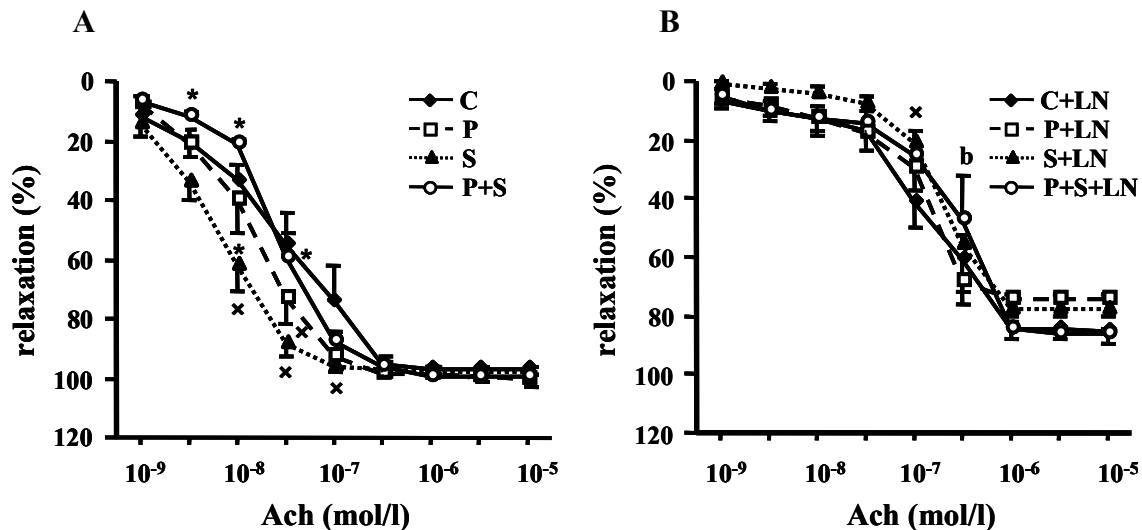 A
0
20
40
60
80
100
120
relaxation (%)
10-9
10-8
10-7
10-6
10-5
Ach (mol/l)
C
P
S
P+S
*
*
*
*
×
×
×
×
B
0
20
40
60
80
100
120
relaxation (%)
10-9
10-8
10-7
10-6
10-5
Ach (mol/l)
C+LN
P+LN
S+LN
P+S+LN
×
b